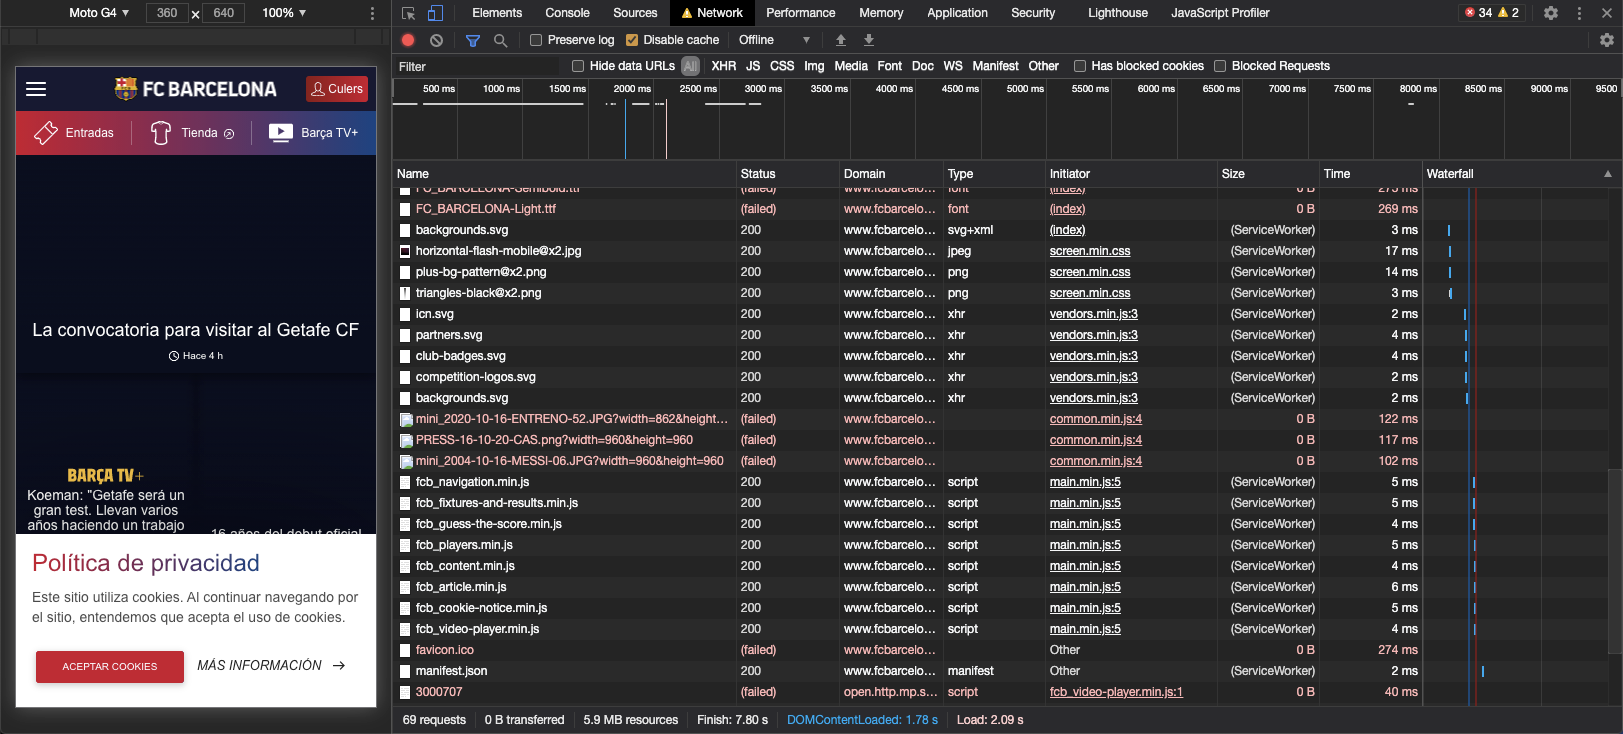 Moto G4 ▼ 360 × 640 100% ▼
Elements Console Sources Network Performance Memory Application Security Lighthouse JavaScript Profiler 34 2
Preserve log Disable cache Offline ▼
Filter Hide data URLs All XHR JS CSS Img Media Font Doc WS Manifest Other Has blocked cookies Blocked Requests
500 ms 1000 ms 1500 ms 2000 ms 2500 ms 3000 ms 3500 ms 4000 ms 4500 ms 5000 ms 5500 ms 6000 ms 6500 ms 7000 ms 7500 ms 8000 ms 8500 ms 9000 ms 9500
FC BARCELONA Culers
Entradas Tienda Barça TV+
La convocatoria para visitar al Getafe CF
Hace 4 h
BARÇA TV+
Koeman: "Getafe será un
gran test. Llevan varios
años haciendo un trabajo
16 años del debut oficial
Política de privacidad
Este sitio utiliza cookies. Al continuar navegando por
el sitio, entendemos que acepta el uso de cookies.
ACEPTAR COOKIES MÁS INFORMACIÓN →
Name Status Domain Type Initiator Size Time Waterfall ▲
FC_BARCELONA-Semibold.ttf (failed) www.fcbarcelo... font (index) 0 B 275 ms
FC_BARCELONA-Light.ttf (failed) www.fcbarcelo... font (index) 0 B 269 ms
backgrounds.svg 200 www.fcbarcelo... svg+xml (index) (ServiceWorker) 3 ms
horizontal-flash-mobile@x2.jpg 200 www.fcbarcelo... jpeg screen.min.css (ServiceWorker) 17 ms
plus-bg-pattern@x2.png 200 www.fcbarcelo... png screen.min.css (ServiceWorker) 14 ms
triangles-black@x2.png 200 www.fcbarcelo... png screen.min.css (ServiceWorker) 3 ms
icn.svg 200 www.fcbarcelo... xhr vendors.min.js:3 (ServiceWorker) 2 ms
partners.svg 200 www.fcbarcelo... xhr vendors.min.js:3 (ServiceWorker) 4 ms
club-badges.svg 200 www.fcbarcelo... xhr vendors.min.js:3 (ServiceWorker) 4 ms
competition-logos.svg 200 www.fcbarcelo... xhr vendors.min.js:3 (ServiceWorker) 2 ms
backgrounds.svg 200 www.fcbarcelo... xhr vendors.min.js:3 (ServiceWorker) 2 ms
mini_2020-10-16-ENTRENO-52.JPG?width=862&height... (failed) www.fcbarcelo... common.min.js:4 0 B 122 ms
PRESS-16-10-20-CAS.png?width=960&height=960 (failed) www.fcbarcelo... common.min.js:4 0 B 117 ms
mini_2004-10-16-MESSI-06.JPG?width=960&height=960 (failed) www.fcbarcelo... common.min.js:4 0 B 102 ms
fcb_navigation.min.js 200 www.fcbarcelo... script main.min.js:5 (ServiceWorker) 5 ms
fcb_fixtures-and-results.min.js 200 www.fcbarcelo... script main.min.js:5 (ServiceWorker) 5 ms
fcb_guess-the-score.min.js 200 www.fcbarcelo... script main.min.js:5 (ServiceWorker) 4 ms
fcb_players.min.js 200 www.fcbarcelo... script main.min.js:5 (ServiceWorker) 5 ms
fcb_content.min.js 200 www.fcbarcelo... script main.min.js:5 (ServiceWorker) 4 ms
fcb_article.min.js 200 www.fcbarcelo... script main.min.js:5 (ServiceWorker) 6 ms
fcb_cookie-notice.min.js 200 www.fcbarcelo... script main.min.js:5 (ServiceWorker) 5 ms
fcb_video-player.min.js 200 www.fcbarcelo... script main.min.js:5 (ServiceWorker) 4 ms
favicon.ico (failed) www.fcbarcelo... Other 0 B 274 ms
manifest.json 200 www.fcbarcelo... manifest Other (ServiceWorker) 2 ms
3000707 (failed) open.http.mp.s... script fcb_video-player.min.js:1 0 B 40 ms
69 requests 0 B transferred 5.9 MB resources Finish: 7.80 s DOMContentLoaded: 1.78 s Load: 2.09 s